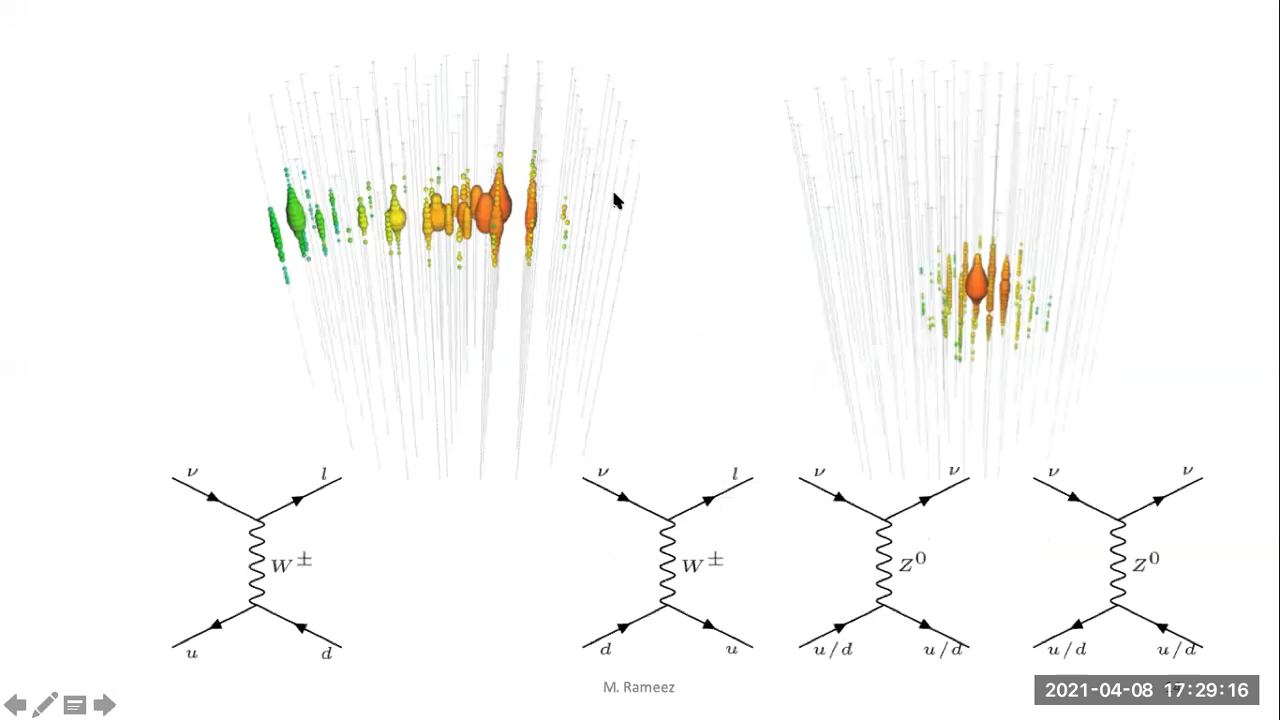 ν l ν l ν ν ν ν
W± W± Z0 Z0
u d d u u/d u/d u/d u/d
M. Rameez
2021-04-08 17:29:16